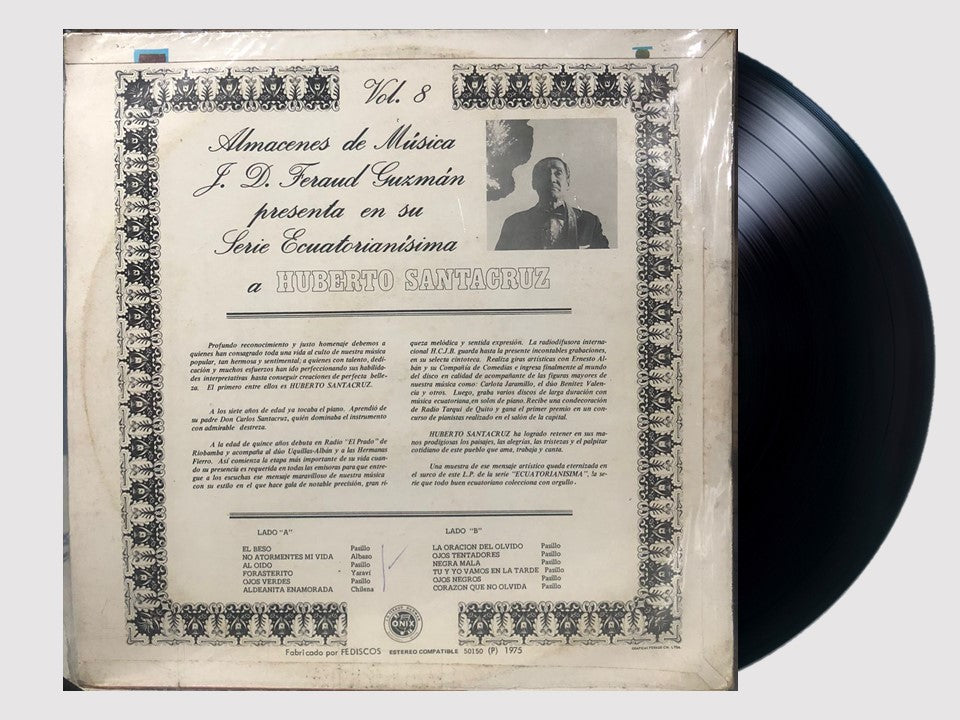 Vol. 8
Almacenes de Música
J. D. Feraud Guzmán
presenta en su
Serie Ecuatorianísima
a HUBERTO SANTACRUZ
Profundo reconocimiento y justo homenaje debemos a
quienes han consagrado toda una vida al culto de nuestra música
popular, tan hermosa y sentimental; a quienes con talento, dedi-
cación y muchos esfuerzos han ido perfeccionando sus habilida-
des interpretativas hasta conseguir creaciones de perfecta belle-
za. El primero entre ellos es HUBERTO SANTACRUZ.
A los siete años de edad ya tocaba el piano. Aprendió de
su padre Don Carlos Santacruz, quién dominaba el instrumento
con admirable destreza.
A la edad de quince años debuta en Radio "El Prado" de
Riobamba y acompaña al dúo Uquillas-Albán y a las Hermanas
Fierro. Así comienza la etapa más importante de su vida cuan-
do su presencia es requerida en todas las emisoras para que entre-
gue a los escuchas ese mensaje maravilloso de nuestra música
con su estilo en el que hace gala de notable precisión, gran ri-
queza melódica y sentida expresión. La radiodifusora interna-
cional H.C.J.B. guarda hasta la presente incontables grabaciones,
en su selecta cintoteca. Realiza giras artísticas con Ernesto Al-
bán y su Compañía de Comedias e ingresa finalmente al mundo
del disco en calidad de acompañante de las figuras mayores de
nuestra música como: Carlota Jaramillo, el dúo Benítez Valen-
cia y otros. Luego, graba varios discos de larga duración con
música ecuatoriana,en solos de piano. Recibe una condecoración
de Radio Tarqui de Quito y gana el primer premio en un con-
curso de pianistas realizado en el salón de la capital.
HUBERTO SANTACRUZ ha logrado retener en sus ma-
nos prodigiosos los paisajes, las alegrías, las tristezas y el palpitar
cotidiano de este pueblo que ama, trabaja y canta.
Una muestra de ese mensaje artístico queda eternizada en
el surco de este L.P. de la serie "ECUATORIANISIMA", la se-
rie que todo buen ecuatoriano colecciona con orgullo.
LADO "A"
EL BESO Pasillo
NO ATORMENTES MI VIDA Albazo
AL OIDO Pasillo
FORASTERITO Yaraví
OJOS VERDES Pasillo
ALDEANITA ENAMORADA Chilena
LADO "B"
LA ORACION DEL OLVIDO Pasillo
OJOS TENTADORES Pasillo
NEGRA MALA Pasillo
TU Y YO VAMOS EN LA TARDE Pasillo
OJOS NEGROS Pasillo
CORAZON QUE NO OLVIDA Pasillo
ONIX
Fabricado por FEDISCOS ESTEREO COMPATIBLE 50150 (P) 1975